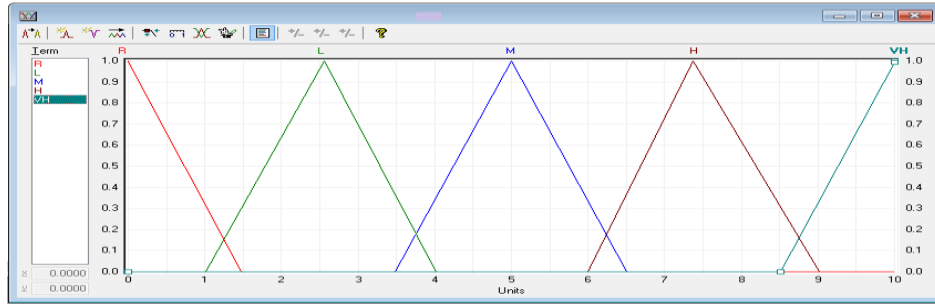 Term R L M H VH
R 1.0 1.0
L 0.9 0.9
M 0.8 0.8
H 0.7 0.7
VH
0.6 0.6
0.5 0.5
0.4 0.4
0.3 0.3
0.2 0.2
0.1 0.1
0.0 0.0
x 0.0000 0 1 2 3 4 5 6 7 8 9 10
y 0.0000 Units